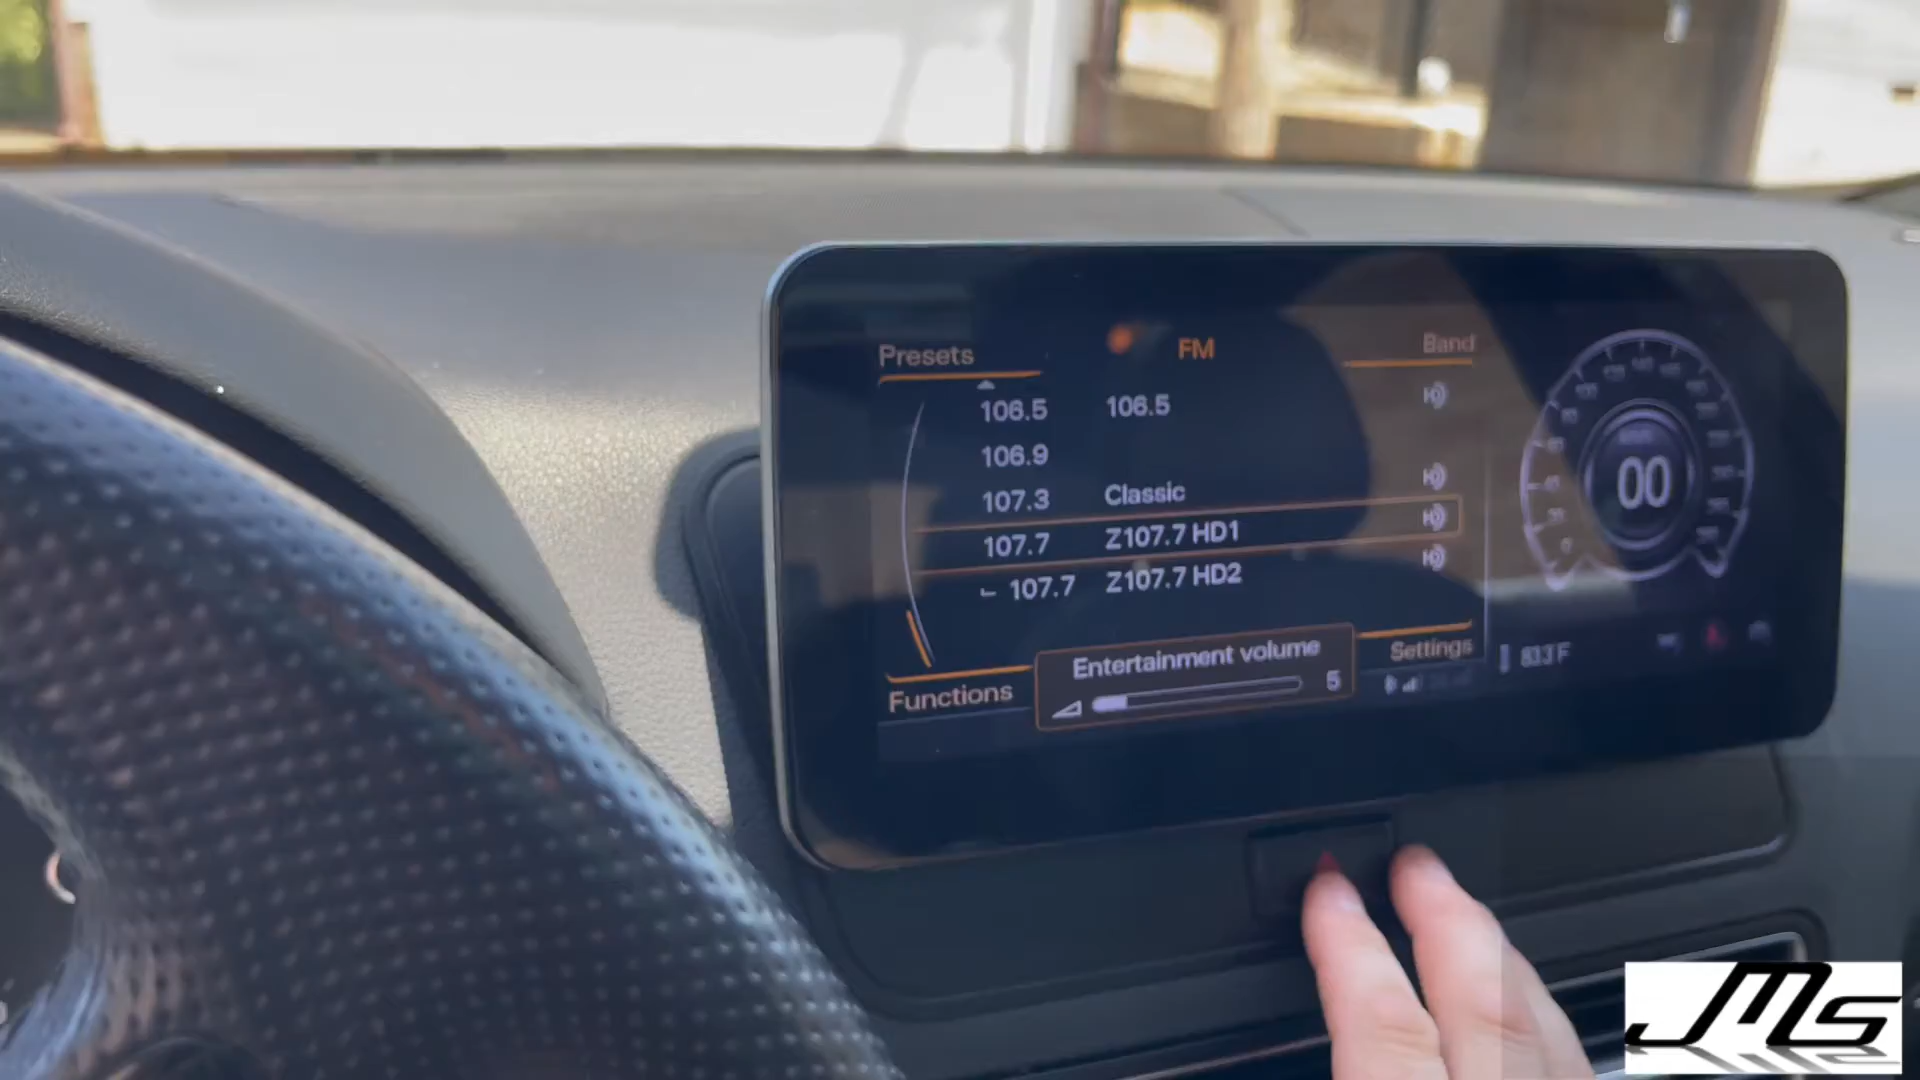 Presets
FM
Band
106.5 106.5
106.9
107.3 Classic
107.7 Z107.7 HD1
107.7 Z107.7 HD2
Entertainment volume
5
Functions
Settings
00
83.3°F
JMS